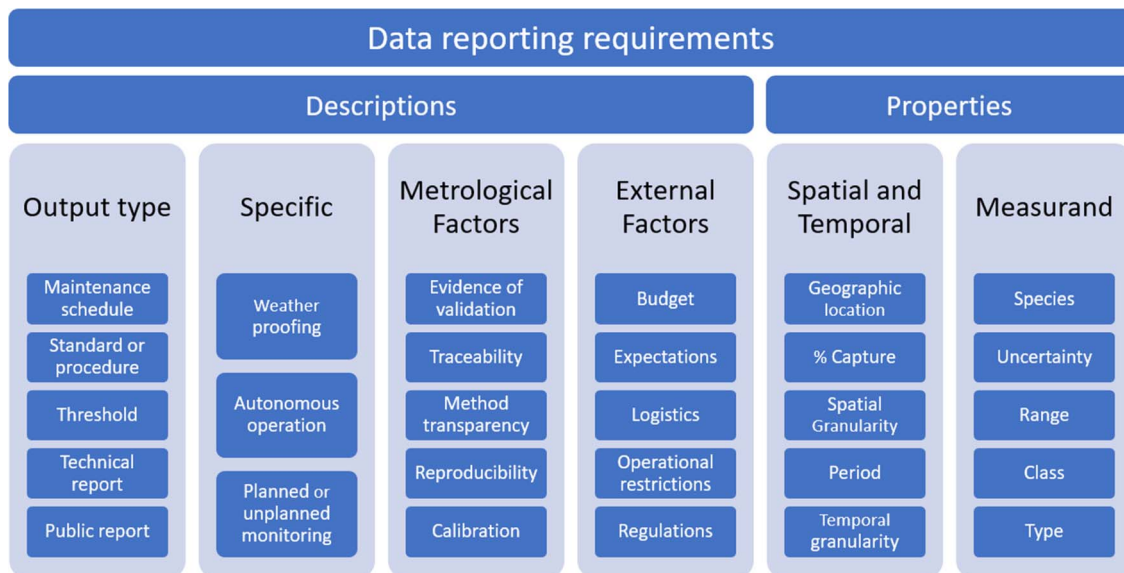 Data reporting requirements
Descriptions
Properties
Output type
Maintenance
schedule
Standard or
procedure
Threshold
Technical
report
Public report
Specific
Weather
proofing
Autonomous
operation
Planned or
unplanned
monitoring
Metrological
Factors
Evidence of
validation
Traceability
Method
transparency
Reproducibility
Calibration
External
Factors
Budget
Expectations
Logistics
Operational
restrictions
Regulations
Spatial and
Temporal
Geographic
location
% Capture
Spatial
Granularity
Period
Temporal
granularity
Measurand
Species
Uncertainty
Range
Class
Type